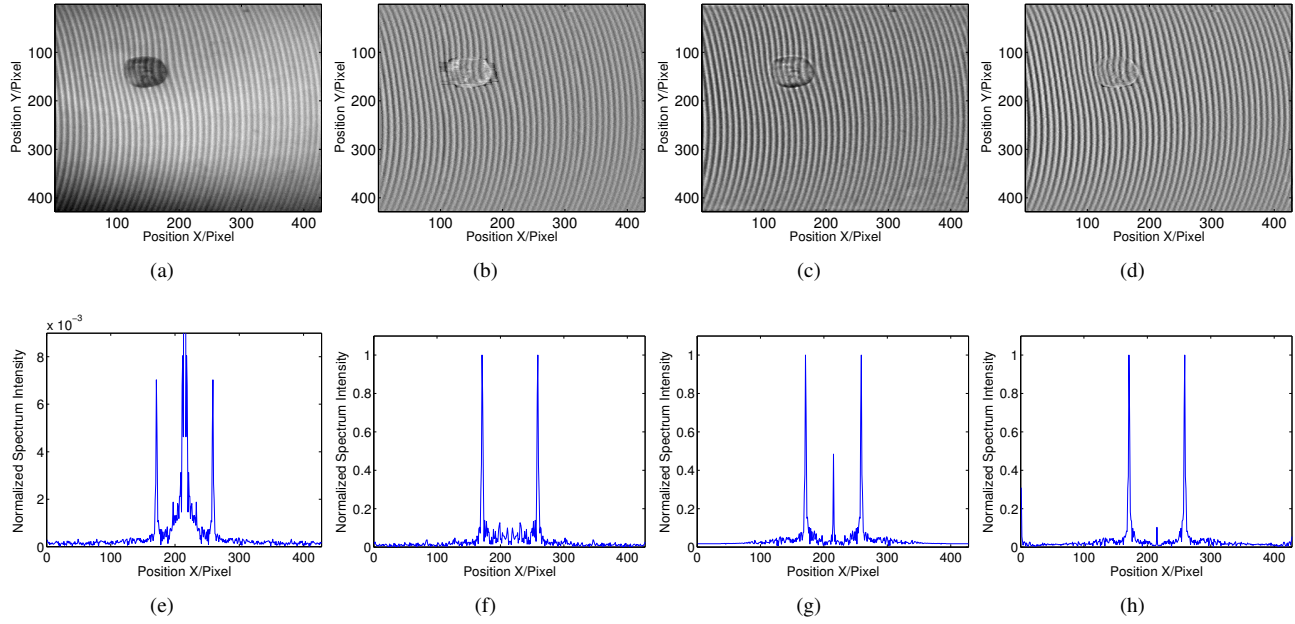 100
200
300
400
Position Y/Pixel
100 200 300 400
Position X/Pixel
(a)
100
200
300
400
Position Y/Pixel
100 200 300 400
Position X/Pixel
(b)
100
200
300
400
Position Y/Pixel
100 200 300 400
Position X/Pixel
(c)
100
200
300
400
Position Y/Pixel
100 200 300 400
Position X/Pixel
(d)
x 10⁻³
8
6
4
2
0
Normalized Spectrum Intensity
0 100 200 300 400
Position X/Pixel
(e)
1
0.8
0.6
0.4
0.2
0
Normalized Spectrum Intensity
0 100 200 300 400
Position X/Pixel
(f)
1
0.8
0.6
0.4
0.2
0
Normalized Spectrum Intensity
0 100 200 300 400
Position X/Pixel
(g)
1
0.8
0.6
0.4
0.2
0
Normalized Spectrum Intensity
0 100 200 300 400
Position X/Pixel
(h)